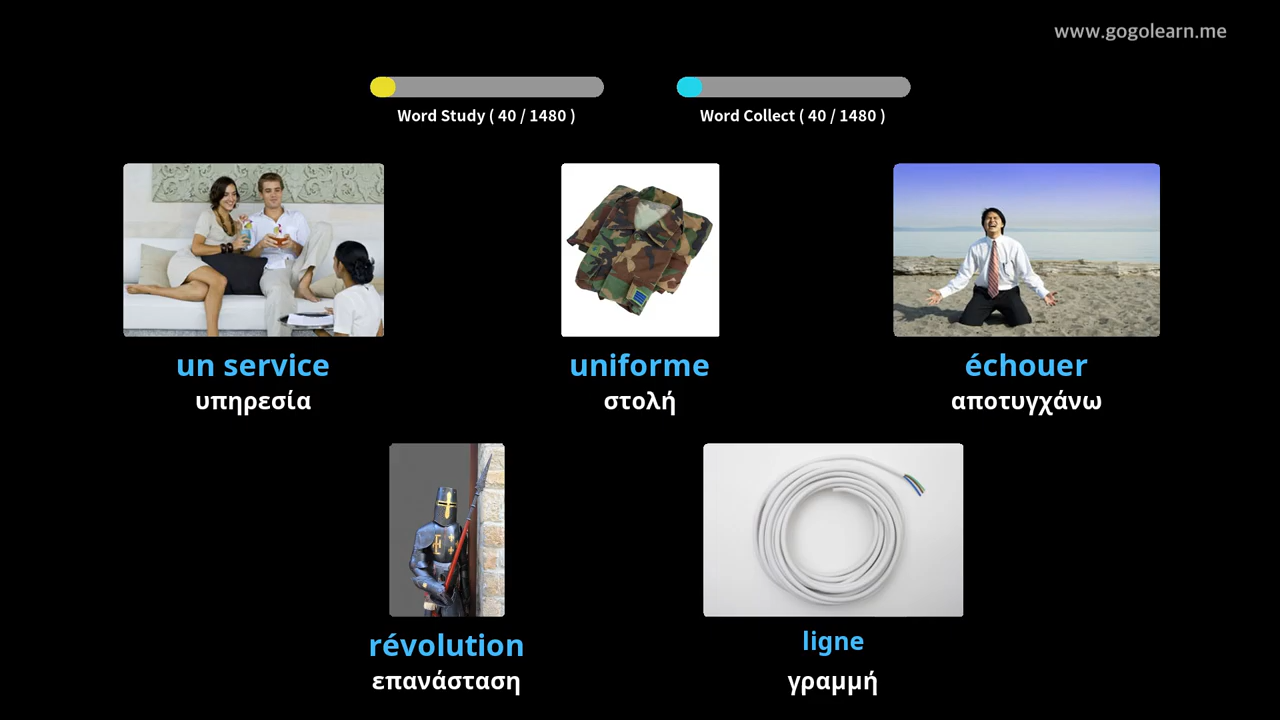 www.gogolearn.me
Word Study ( 40 / 1480 )
Word Collect ( 40 / 1480 )
un service
υπηρεσία
uniforme
στολή
échouer
αποτυγχάνω
révolution
επανάσταση
ligne
γραμμή